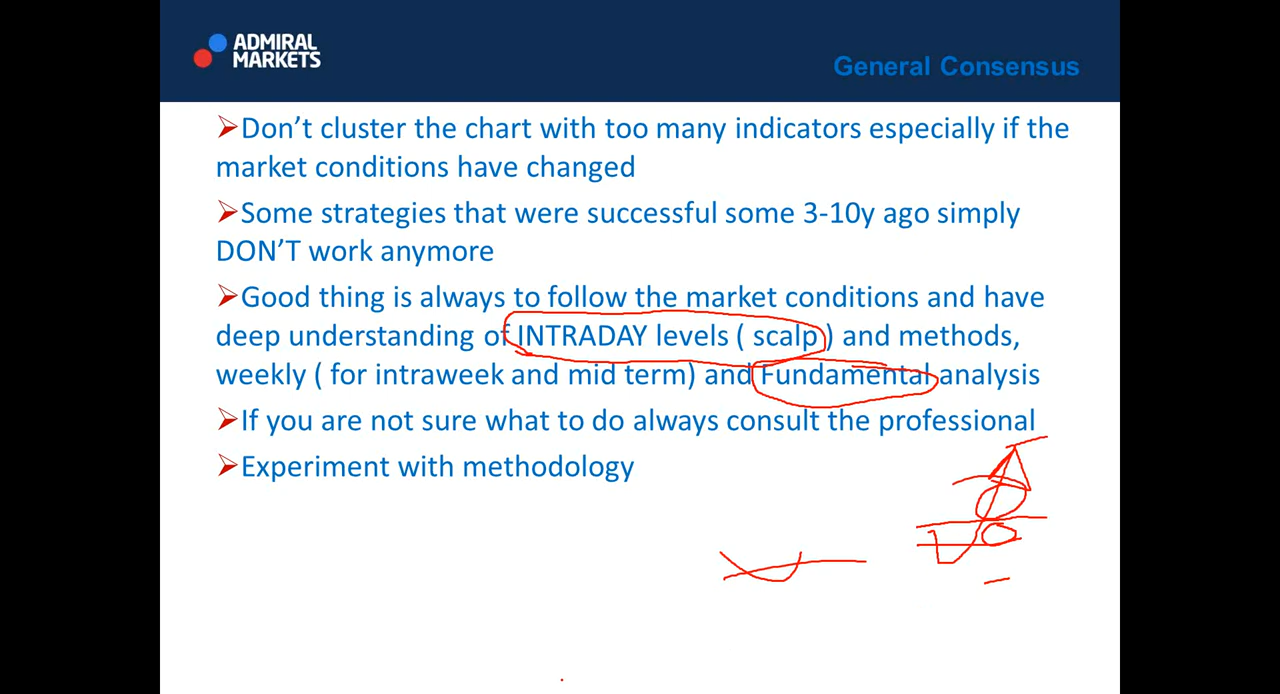 ADMIRAL
MARKETS
General Consensus
➢Don't cluster the chart with too many indicators especially if the
market conditions have changed
➢Some strategies that were successful some 3-10y ago simply
DON'T work anymore
➢Good thing is always to follow the market conditions and have
deep understanding of INTRADAY levels ( scalp ) and methods,
weekly ( for intraweek and mid term) and Fundamental analysis
➢If you are not sure what to do always consult the professional
➢Experiment with methodology